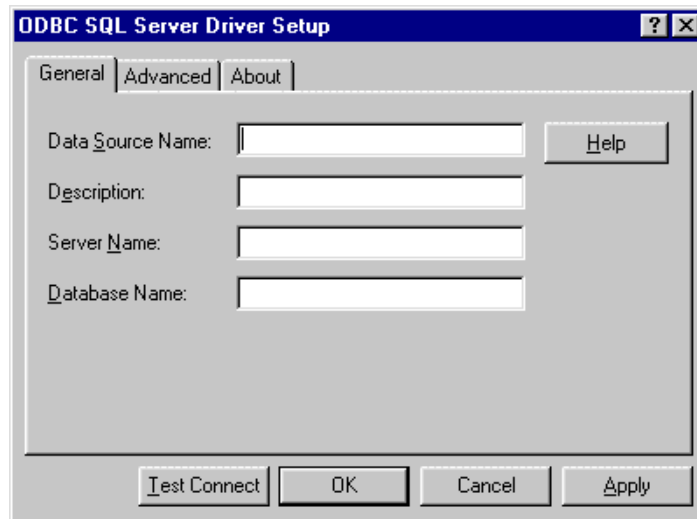 ODBC SQL Server Driver Setup
General Advanced About
Data Source Name:
Help
Description:
Server Name:
Database Name:
Test Connect OK Cancel Apply